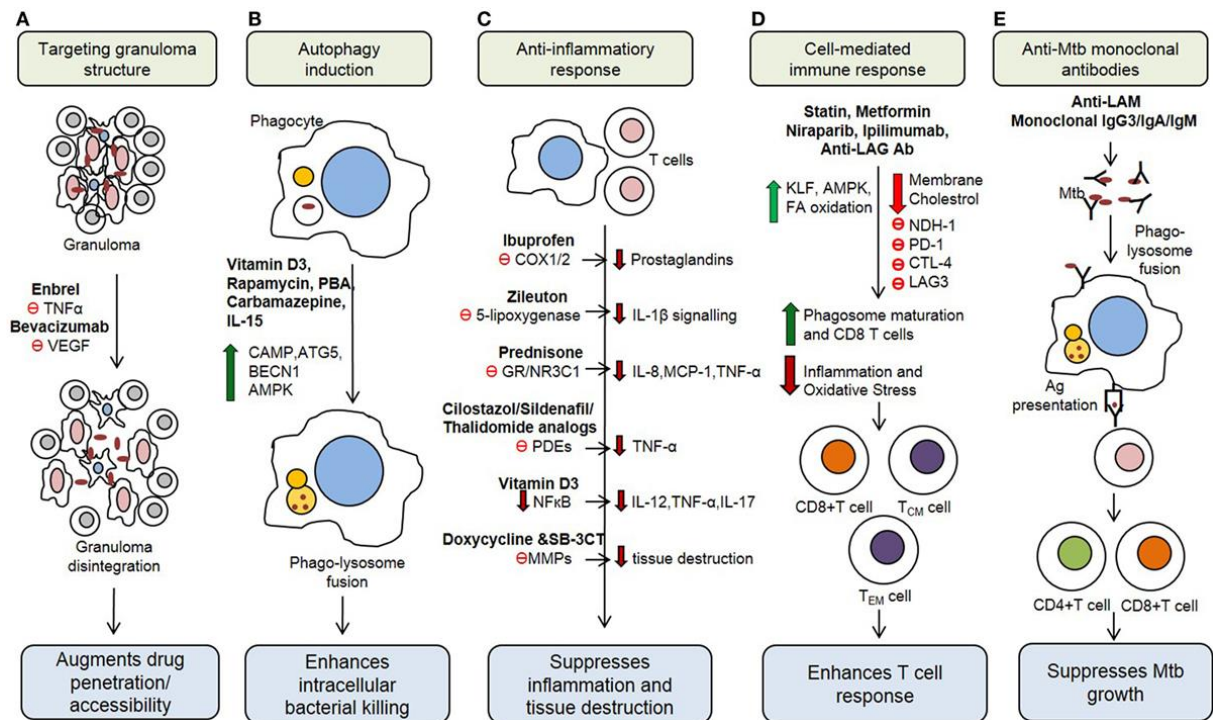 A
Targeting granuloma
structure
Granuloma
Enbrel
⊖ TNFα
Bevacizumab
⊖ VEGF
Granuloma
disintegration
Augments drug
penetration/
accessibility
B
Autophagy
induction
Phagocyte
Vitamin D3,
Rapamycin, PBA,
Carbamazepine,
IL-15
CAMP,ATG5,
BECN1
AMPK
Phago-lysosome
fusion
Enhances
intracellular
bacterial killing
C
Anti-inflammatiory
response
T cells
Ibuprofen
⊖ COX1/2
Prostaglandins
Zileuton
⊖ 5-lipoxygenase
IL-1β signalling
Prednisone
⊖ GR/NR3C1
IL-8,MCP-1,TNF-α
Cilostazol/Sildenafil/
Thalidomide analogs
⊖ PDEs
TNF-α
Vitamin D3
NFκB
IL-12,TNF-α,IL-17
Doxycycline &SB-3CT
⊖MMPs
tissue destruction
Suppresses
inflammation and
tissue destruction
D
Cell-mediated
immune response
Statin, Metformin
Niraparib, Ipilimumab,
Anti-LAG Ab
KLF, AMPK,
FA oxidation
Membrane
Cholestrol
⊖ NDH-1
⊖ PD-1
⊖ CTL-4
⊖ LAG3
Phagosome maturation
and CD8 T cells
Inflammation and
Oxidative Stress
CD8+T cell
TCM cell
TEM cell
Enhances T cell
response
E
Anti-Mtb monoclonal
antibodies
Anti-LAM
Monoclonal IgG3/IgA/IgM
Mtb
Phago-
lysosome
fusion
Ag
presentation
CD4+T cell
CD8+T cell
Suppresses Mtb
growth